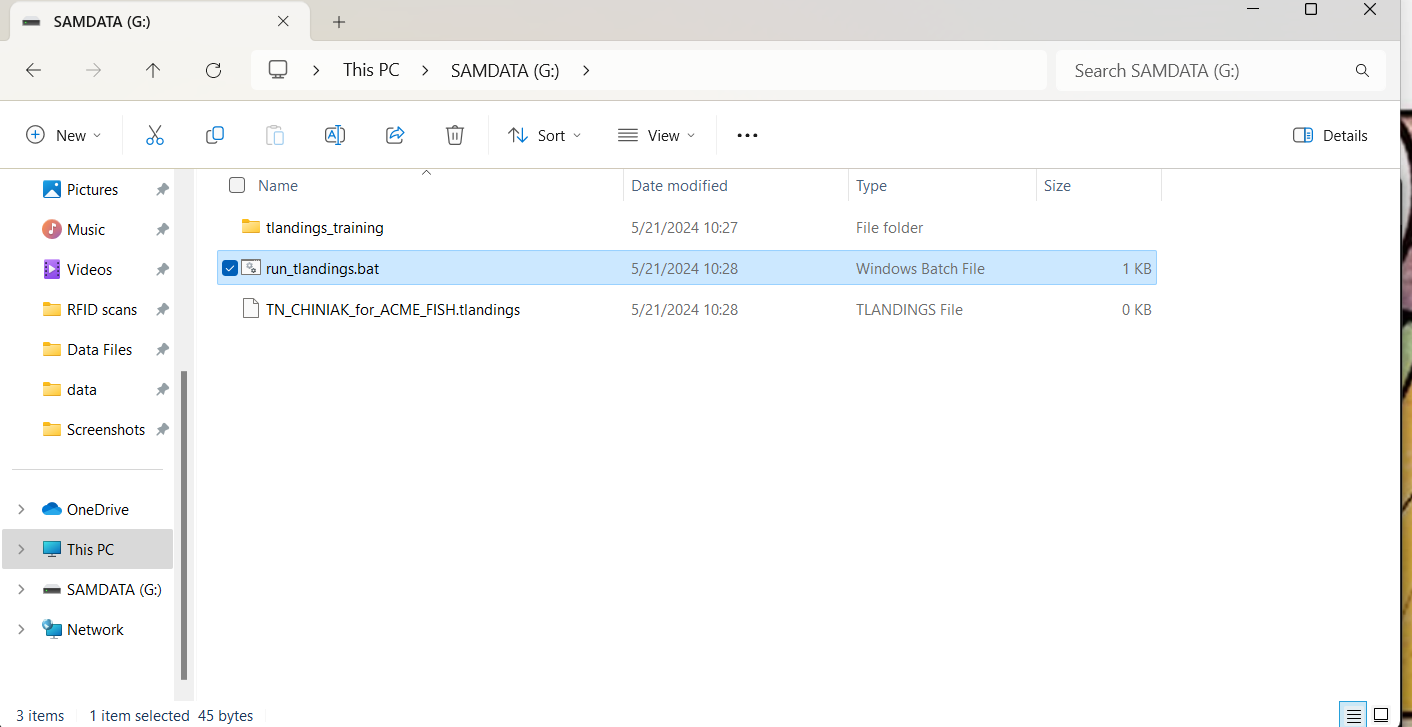 SAMDATA (G:)
This PC SAMDATA (G:) Search SAMDATA (G:)
New Sort View Details
Name Date modified Type Size
Pictures
Music
Videos
RFID scans
Data Files
data
Screenshots
OneDrive
This PC
SAMDATA (G:)
Network
tlandings_training 5/21/2024 10:27 File folder
run_tlandings.bat 5/21/2024 10:28 Windows Batch File 1 KB
TN_CHINIAK_for_ACME_FISH.tlandings 5/21/2024 10:28 TLANDINGS File 0 KB
3 items 1 item selected 45 bytes